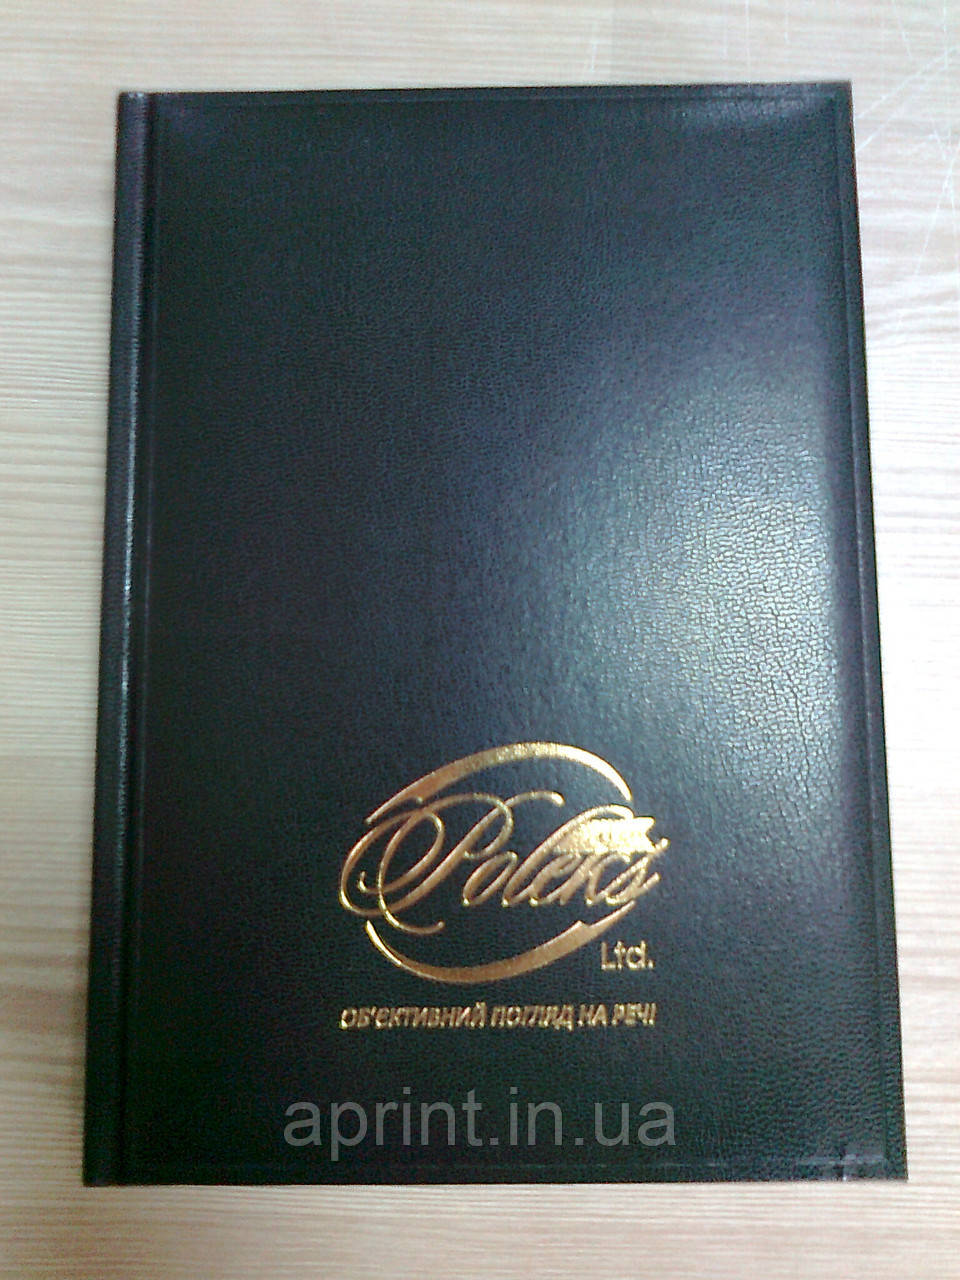 Poleks
Ltd.
ОБ'ЄКТИВНИЙ ПОГЛЯД НА РЕЧІ
aprint.in.ua